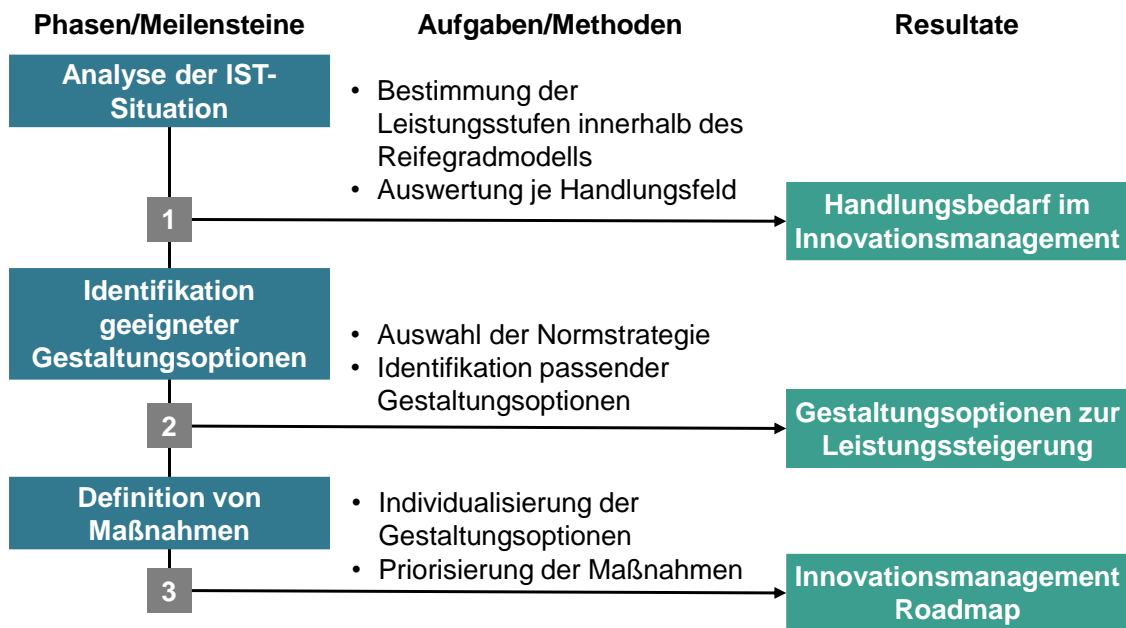 Phasen/Meilensteine
Aufgaben/Methoden
Resultate
Analyse der IST-
Situation
• Bestimmung der
Leistungsstufen innerhalb des
Reifegradmodells
• Auswertung je Handlungsfeld
1
Handlungsbedarf im
Innovationsmanagement
Identifikation
geeigneter
Gestaltungsoptionen
• Auswahl der Normstrategie
• Identifikation passender
Gestaltungsoptionen
2
Gestaltungsoptionen zur
Leistungssteigerung
Definition von
Maßnahmen
• Individualisierung der
Gestaltungsoptionen
• Priorisierung der Maßnahmen
3
Innovationsmanagement
Roadmap